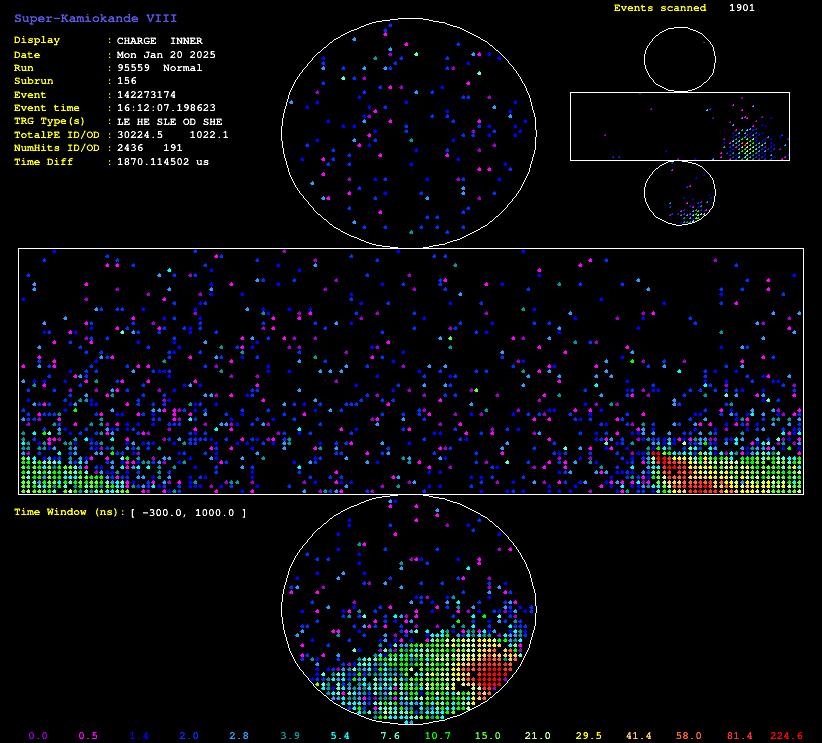 Super-Kamiokande VIII
Events scanned 1901
Display : CHARGE INNER
Date : Mon Jan 20 2025
Run : 95559 Normal
Subrun : 156
Event : 142273174
Event time : 16:12:07.198623
TRG Type(s) : LE HE SLE OD SHE
TotalPE ID/OD : 30224.5 1022.1
NumHits ID/OD : 2436 191
Time Diff : 1870.114502 us
Time Window (ns): [ -300.0, 1000.0 ]
0.0 0.5 1.4 2.0 2.8 3.9 5.4 7.6 10.7 15.0 21.0 29.5 41.4 58.0 81.4 224.6